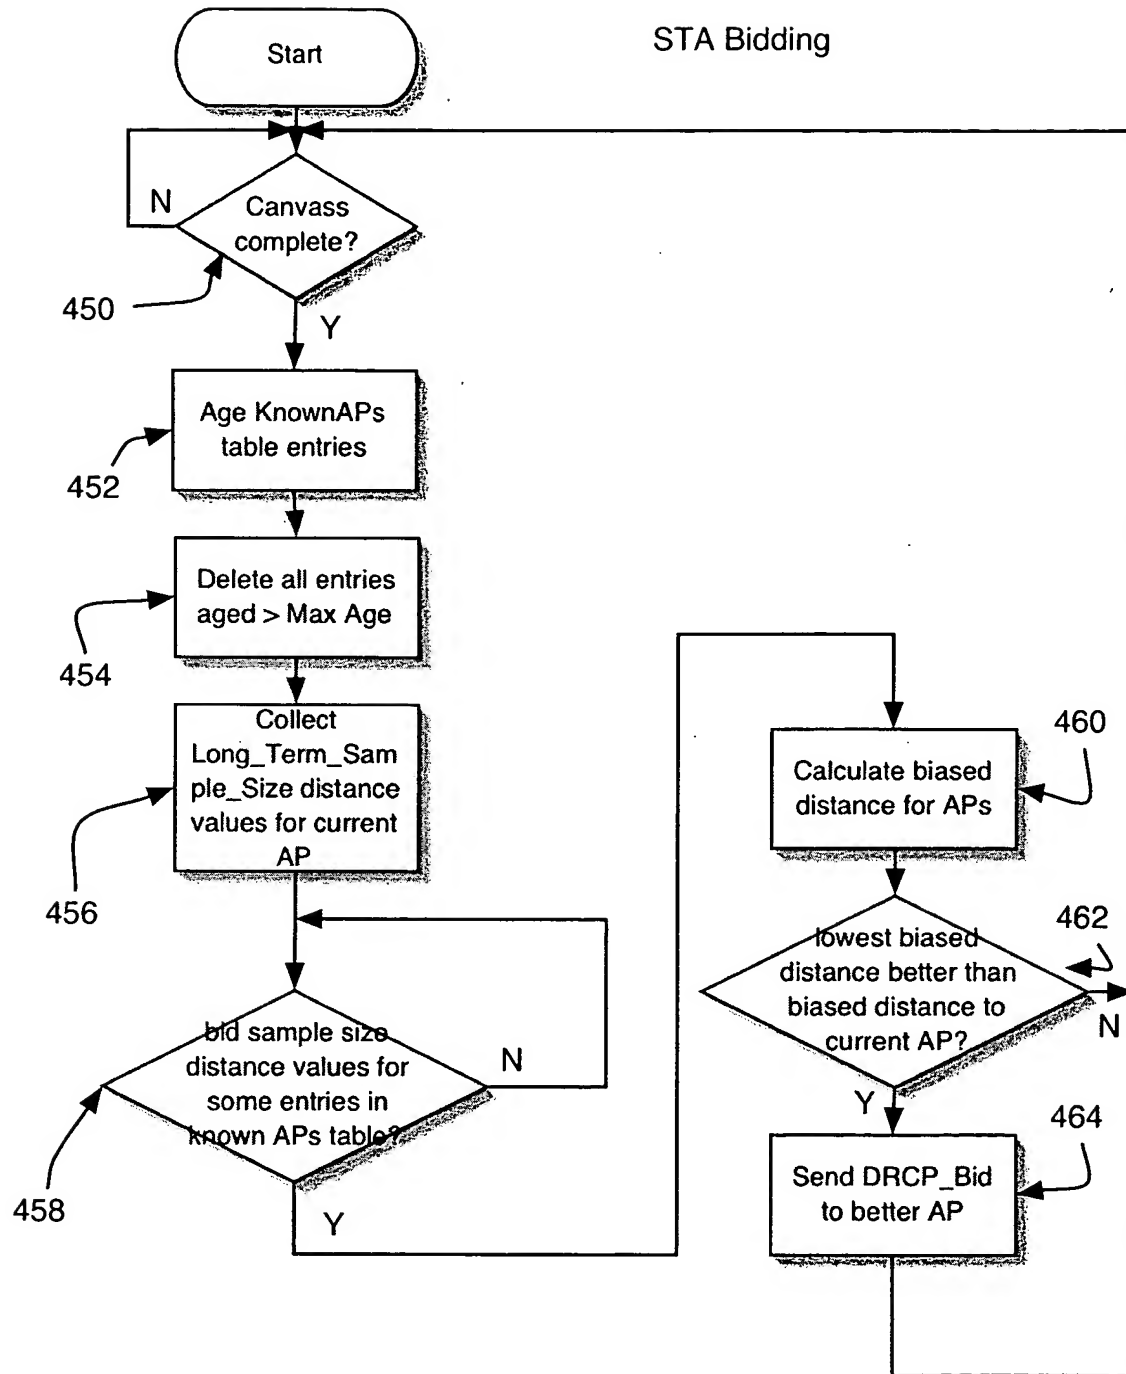 STA Bidding
Start
N
Canvass
complete?
450
Y
Age KnownAPs
table entries
452
Delete all entries
aged > Max Age
454
Collect
Long_Term_Sam
ple_Size distance
values for current
AP
456
bid sample size
distance values for
some entries in
known APs table?
N
458
Y
460
Calculate biased
distance for APs
462
lowest biased
distance better than
biased distance to
current AP?
N
Y
464
Send DRCP_Bid
to better AP